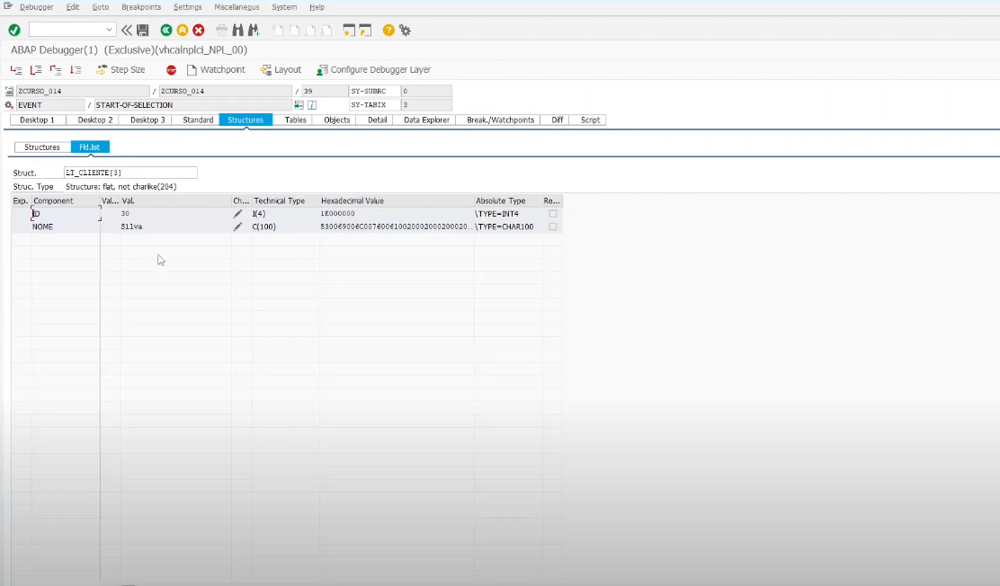 Debugger Edit Goto Breakpoints Settings Miscellaneous System Help
ABAP Debugger(1) (Exclusive)(vhcalnplci_NPL_00)
Step Size Watchpoint Layout Configure Debugger Layer
ZCURSO_014 / ZCURSO_014 / 39 SY-SUBRC 0
EVENT / START-OF-SELECTION SY-TABIX 3
Desktop 1 Desktop 2 Desktop 3 Standard Structures Tables Objects Detail Data Explorer Break./Watchpoints Diff Script
Structures Fld.list
Struct. LT_CLIENTE[3]
Struc. Type Structure: flat, not charlike(204)
Exp. Component Val... Val. Ch... Technical Type Hexadecimal Value Absolute Type Re...
ID 30 I(4) 1E000000 \TYPE=INT4
NOME Silva C(100) 530069006C00760061002000200020002​0... \TYPE=CHAR100